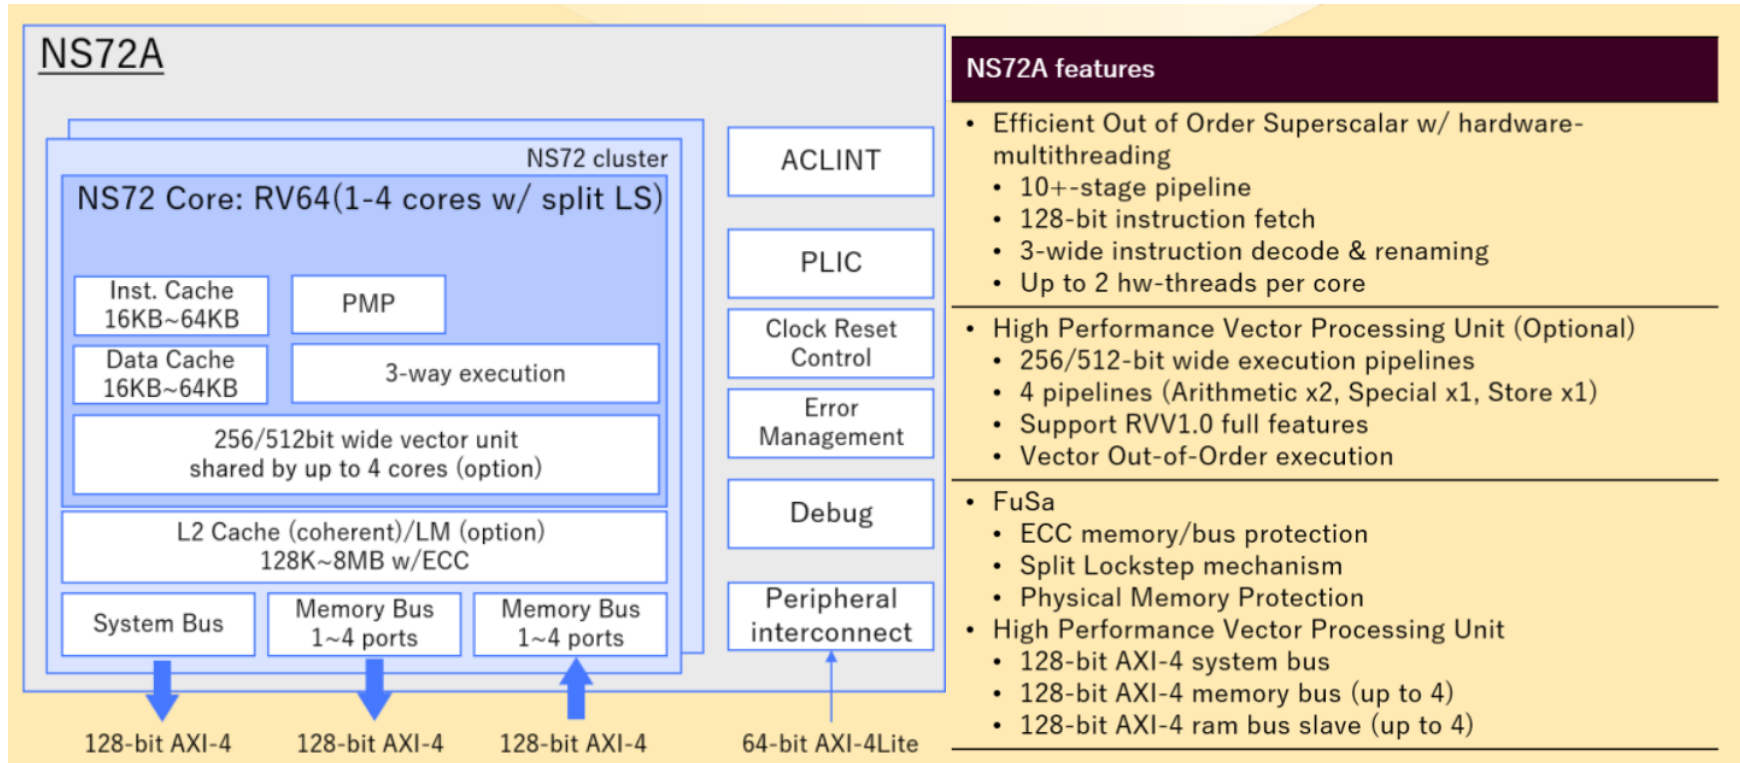 NS72A
NS72 cluster
NS72 Core: RV64(1-4 cores w/ split LS)
Inst. Cache
16KB~64KB
PMP
Data Cache
16KB~64KB
3-way execution
256/512bit wide vector unit
shared by up to 4 cores (option)
L2 Cache (coherent)/LM (option)
128K~8MB w/ECC
System Bus
Memory Bus
1~4 ports
Memory Bus
1~4 ports
128-bit AXI-4
128-bit AXI-4
128-bit AXI-4
ACLINT
PLIC
Clock Reset
Control
Error
Management
Debug
Peripheral
interconnect
64-bit AXI-4Lite
NS72A features
• Efficient Out of Order Superscalar w/ hardware-
multithreading
• 10+-stage pipeline
• 128-bit instruction fetch
• 3-wide instruction decode & renaming
• Up to 2 hw-threads per core
• High Performance Vector Processing Unit (Optional)
• 256/512-bit wide execution pipelines
• 4 pipelines (Arithmetic x2, Special x1, Store x1)
• Support RVV1.0 full features
• Vector Out-of-Order execution
• FuSa
• ECC memory/bus protection
• Split Lockstep mechanism
• Physical Memory Protection
• High Performance Vector Processing Unit
• 128-bit AXI-4 system bus
• 128-bit AXI-4 memory bus (up to 4)
• 128-bit AXI-4 ram bus slave (up to 4)